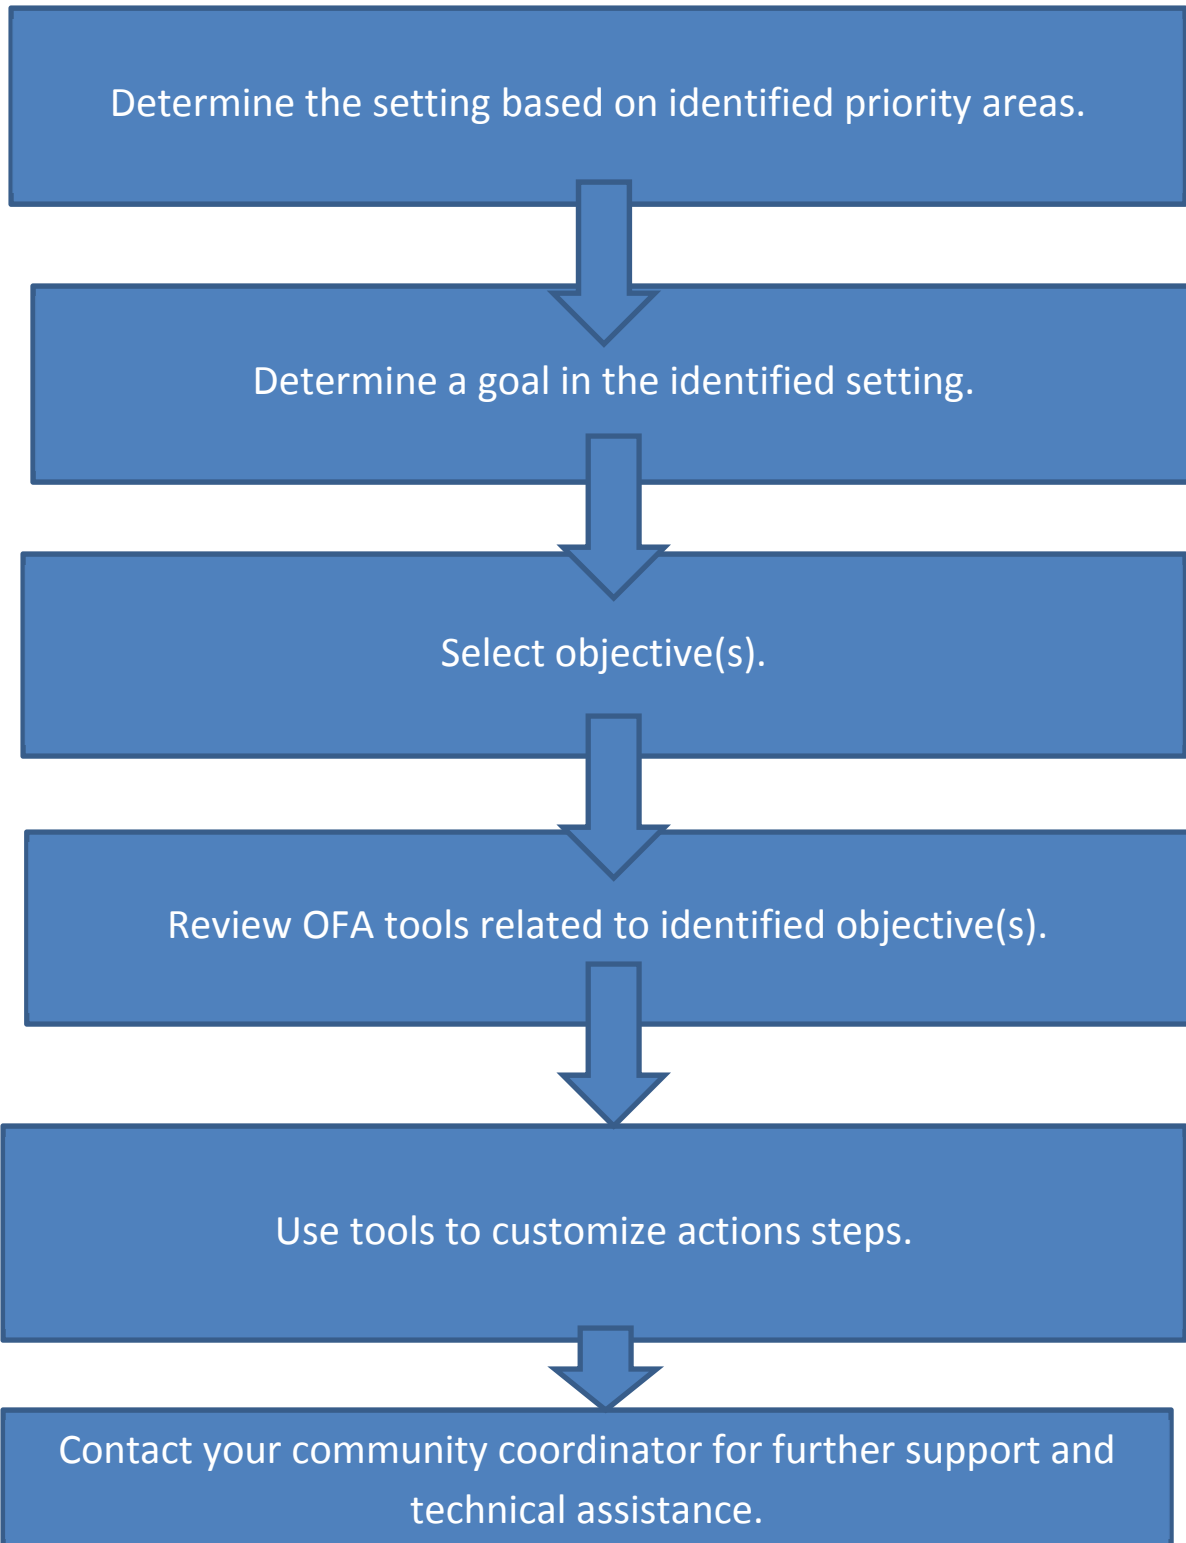 Determine the setting based on identified priority areas.
Determine a goal in the identified setting.
Select objective(s).
Review OFA tools related to identified objective(s).
Use tools to customize actions steps.
Contact your community coordinator for further support and
technical assistance.